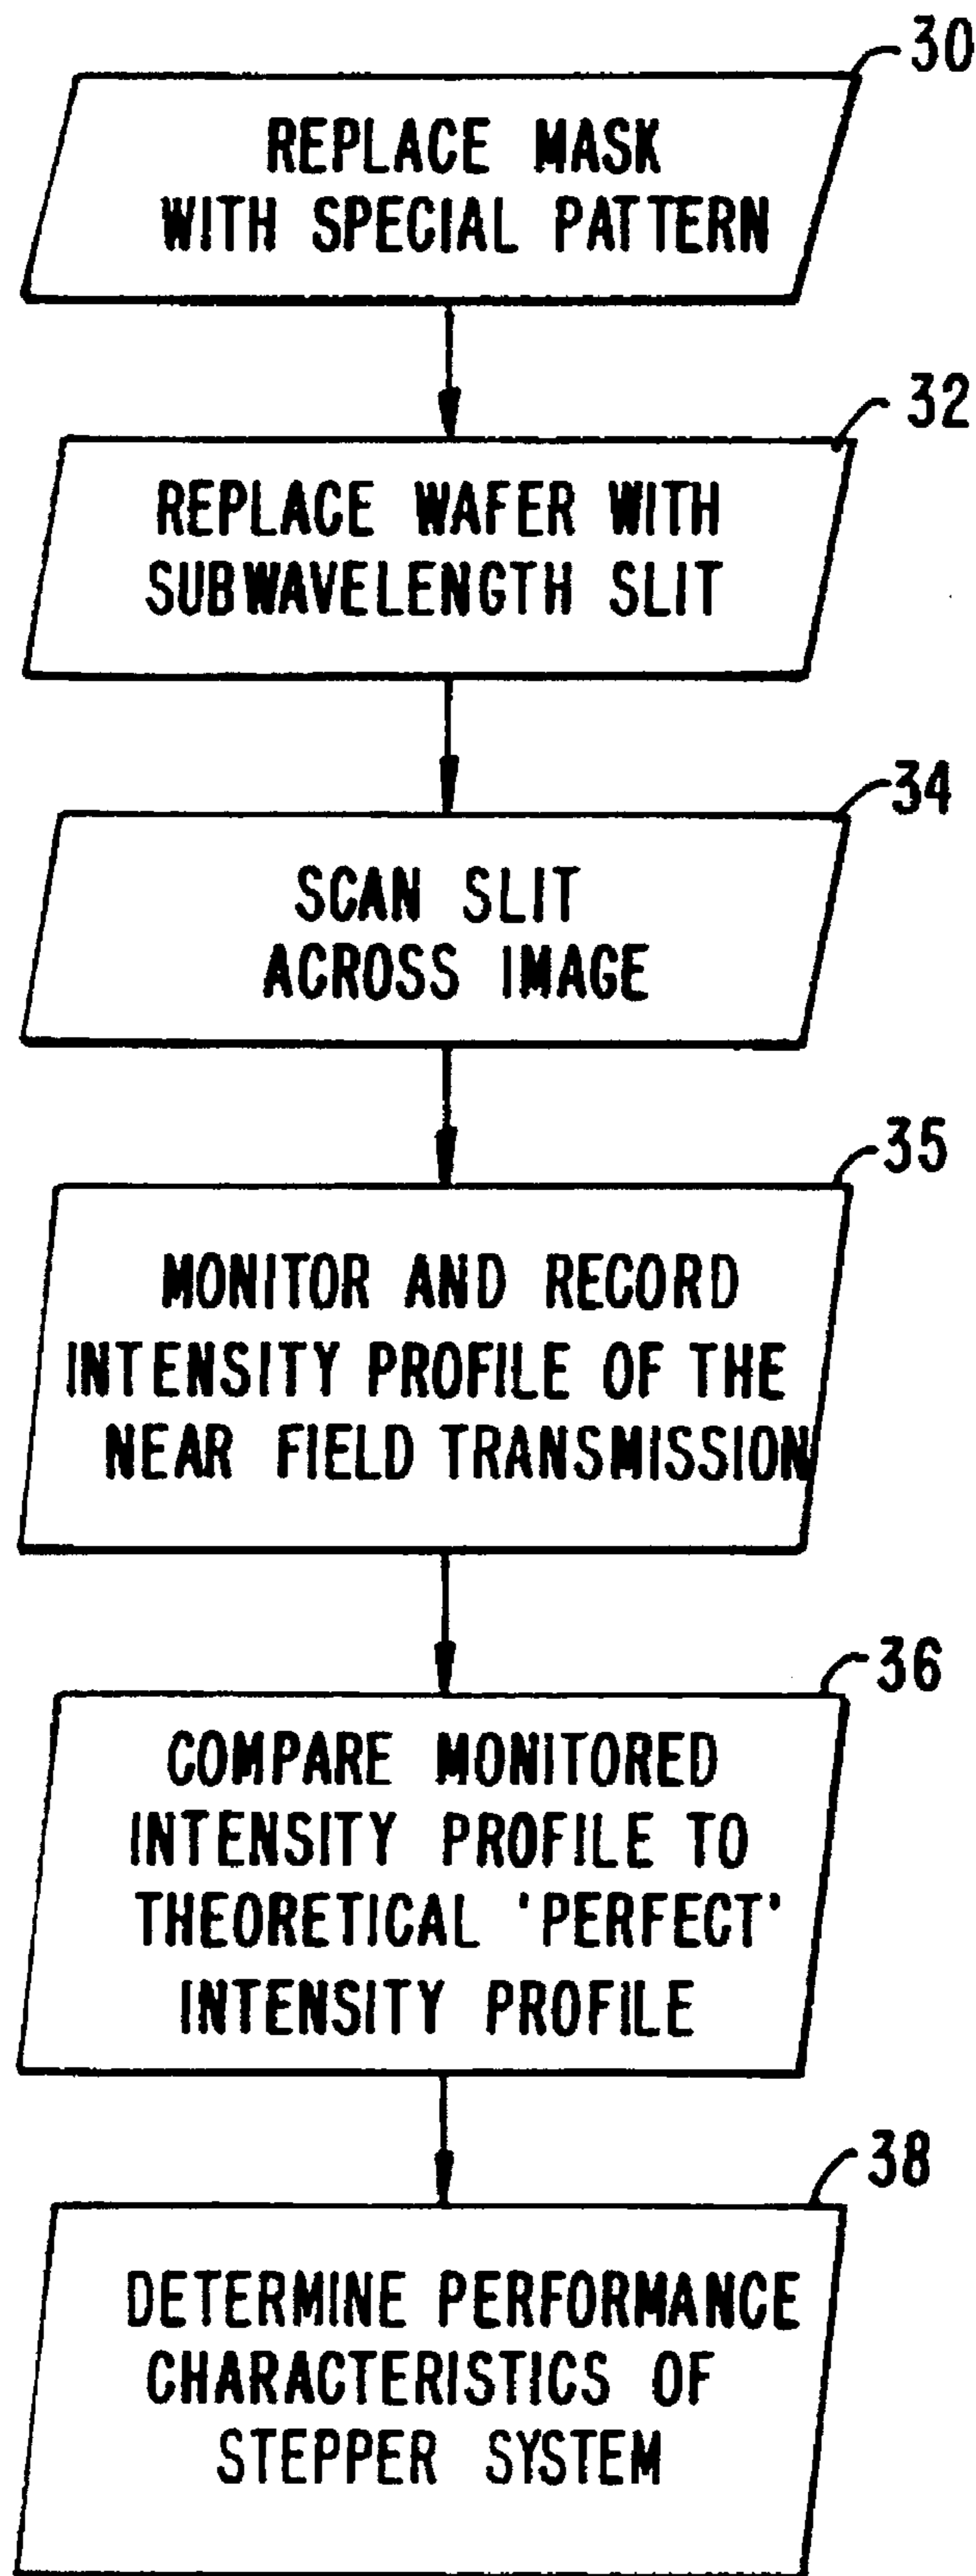 30
REPLACE MASK
WITH SPECIAL PATTERN
32
REPLACE WAFER WITH
SUBWAVELENGTH SLIT
34
SCAN SLIT
ACROSS IMAGE
35
MONITOR AND RECORD
INTENSITY PROFILE OF THE
NEAR FIELD TRANSMISSION
36
COMPARE MONITORED
INTENSITY PROFILE TO
THEORETICAL 'PERFECT'
INTENSITY PROFILE
38
DETERMINE PERFORMANCE
CHARACTERISTICS OF
STEPPER SYSTEM